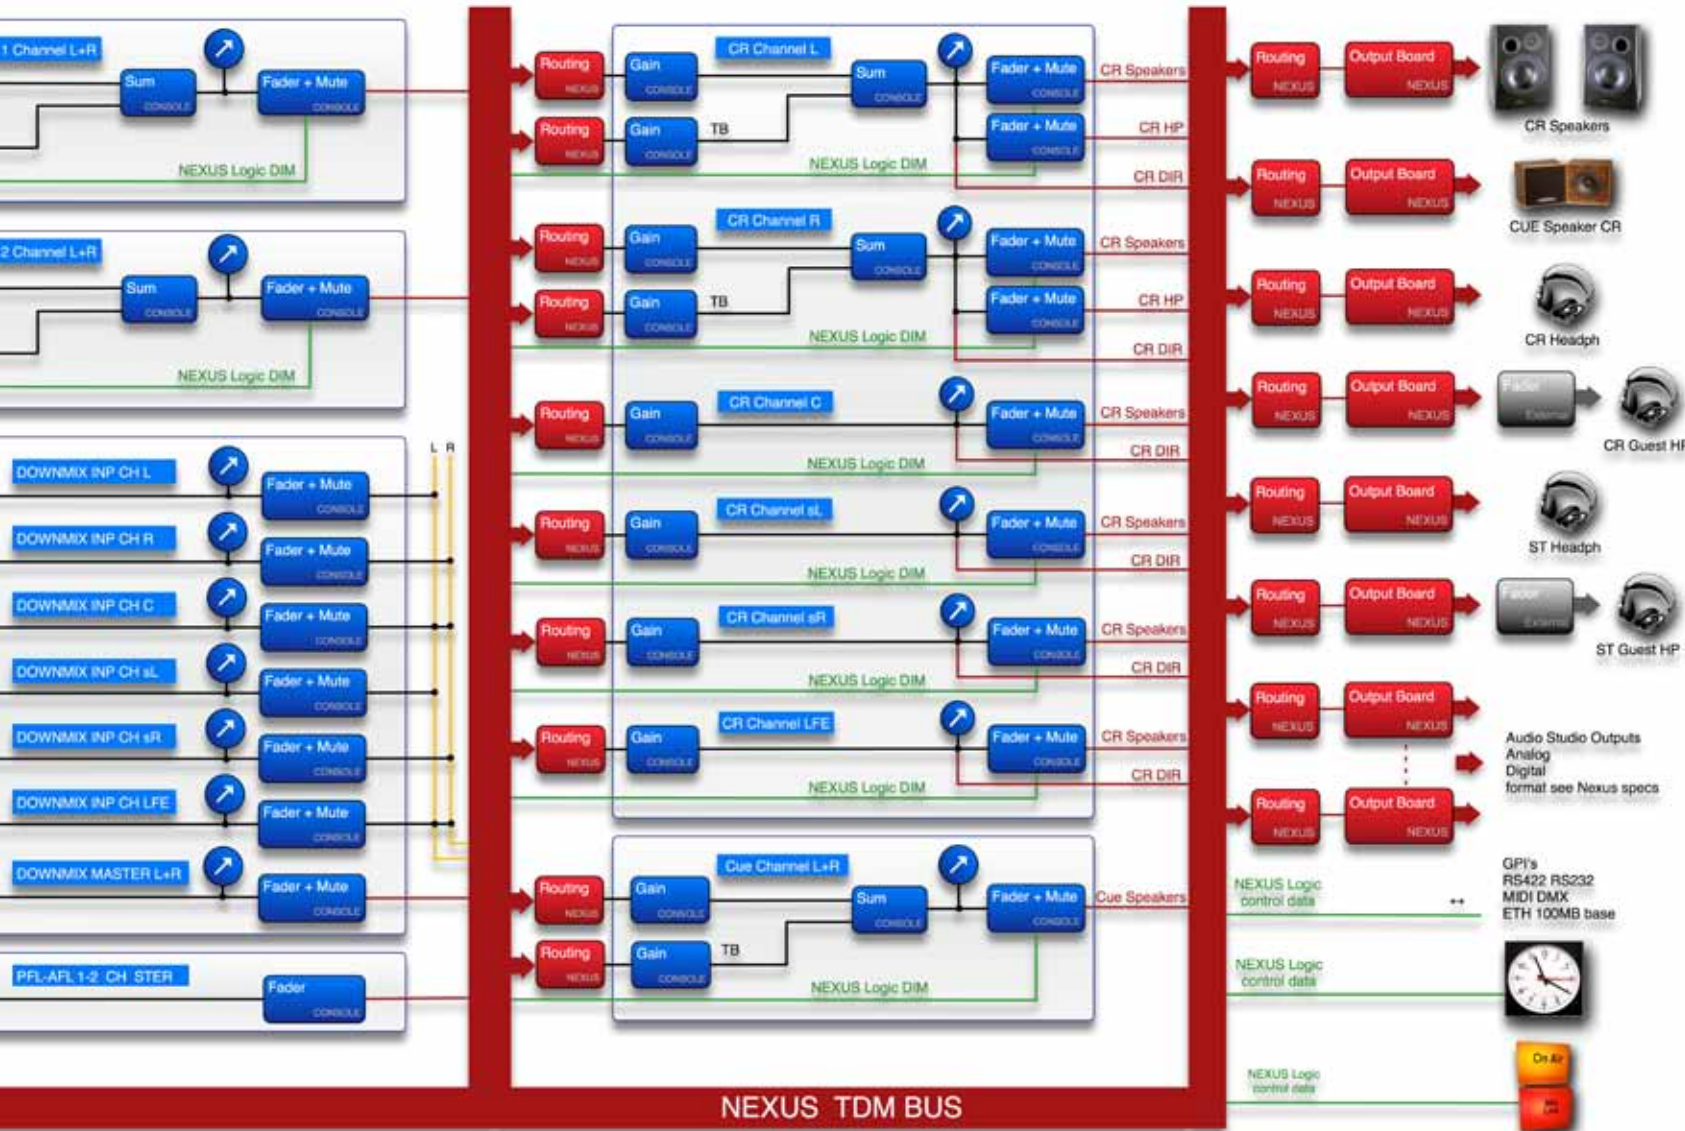 1 Channel L+R
Sum
CONSOLE
Fader + Mute
CONSOLE
NEXUS Logic DIM
2 Channel L+R
Sum
CONSOLE
Fader + Mute
CONSOLE
NEXUS Logic DIM
L R
DOWNMIX INP CH L
Fader + Mute
CONSOLE
DOWNMIX INP CH R
Fader + Mute
CONSOLE
DOWNMIX INP CH C
Fader + Mute
CONSOLE
DOWNMIX INP CH sL
Fader + Mute
CONSOLE
DOWNMIX INP CH sR
Fader + Mute
CONSOLE
DOWNMIX INP CH LFE
Fader + Mute
CONSOLE
DOWNMIX MASTER L+R
Fader + Mute
CONSOLE
PFL-AFL 1-2 CH STER
Fader
CONSOLE
Routing
NEXUS
Gain
CONSOLE
CR Channel L
Sum
CONSOLE
Fader + Mute
CONSOLE
CR Speakers
Routing
NEXUS
Gain
CONSOLE
TB
Fader + Mute
CONSOLE
CR HP
NEXUS Logic DIM
CR DIR
Routing
NEXUS
Gain
CONSOLE
CR Channel R
Sum
CONSOLE
Fader + Mute
CONSOLE
CR Speakers
Routing
NEXUS
Gain
CONSOLE
TB
Fader + Mute
CONSOLE
CR HP
NEXUS Logic DIM
CR DIR
Routing
NEXUS
Gain
CONSOLE
CR Channel C
Fader + Mute
CONSOLE
CR Speakers
CR DIR
NEXUS Logic DIM
Routing
NEXUS
Gain
CONSOLE
CR Channel sL
Fader + Mute
CONSOLE
CR Speakers
CR DIR
NEXUS Logic DIM
Routing
NEXUS
Gain
CONSOLE
CR Channel sR
Fader + Mute
CONSOLE
CR Speakers
CR DIR
NEXUS Logic DIM
Routing
NEXUS
Gain
CONSOLE
CR Channel LFE
Fader + Mute
CONSOLE
CR Speakers
CR DIR
NEXUS Logic DIM
Routing
NEXUS
Gain
CONSOLE
Cue Channel L+R
Sum
CONSOLE
Fader + Mute
CONSOLE
Cue Speakers
Routing
NEXUS
Gain
CONSOLE
TB
NEXUS Logic DIM
NEXUS TDM BUS
Routing
NEXUS
Output Board
NEXUS
CR Speakers
Routing
NEXUS
Output Board
NEXUS
CUE Speaker CR
Routing
NEXUS
Output Board
NEXUS
CR Headph
Routing
NEXUS
Output Board
NEXUS
Fader
External
CR Guest HP
Routing
NEXUS
Output Board
NEXUS
ST Headph
Routing
NEXUS
Output Board
NEXUS
Fader
External
ST Guest HP
Routing
NEXUS
Output Board
NEXUS
Audio Studio Outputs
Analog
Digital
format see Nexus specs
Routing
NEXUS
Output Board
NEXUS
NEXUS Logic
control data
GPI's
RS422 RS232
MIDI DMX
ETH 100MB base
NEXUS Logic
control data
NEXUS Logic
control data
On Air